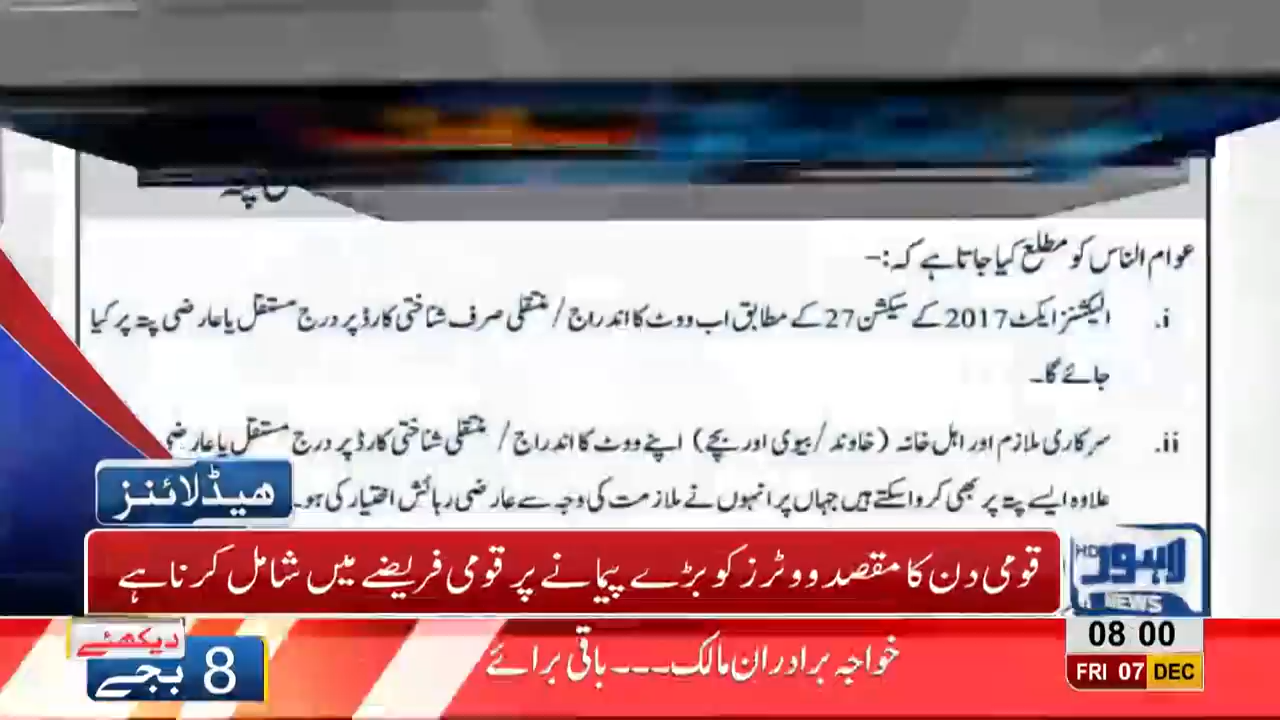 پتہ
عوام الناس کو مطلع کیا جاتا ہے کہ:–
i. الیکشنز ایکٹ 2017 کے سیکشن 27 کے مطابق اب ووٹ کا اندراج / منتقلی صرف شناختی کارڈ پر درج مستقل یا عارضی پتہ پر کیا
جائے گا۔
ii. سرکاری ملازم اور اہل خانہ (خاوند/بیوی اور بچے) اپنے ووٹ کا اندراج / منتقلی شناختی کارڈ پر درج مستقل یا عارضی
علاوہ ایسے پتہ پر بھی کروا سکتے ہیں جہاں پر انہوں نے ملازمت کی وجہ سے عارضی رہائش اختیار کی ہو۔
ھیڈلائنز
قومی دن کا مقصد ووٹرز کو بڑے پیمانے پر قومی فریضے میں شامل کرنا ہے
لاہور HD
NEWS
08 00
FRI 07 DEC
خواجہ برادران مالک۔۔۔ باقی برائے
دیکھئے
8 بجے